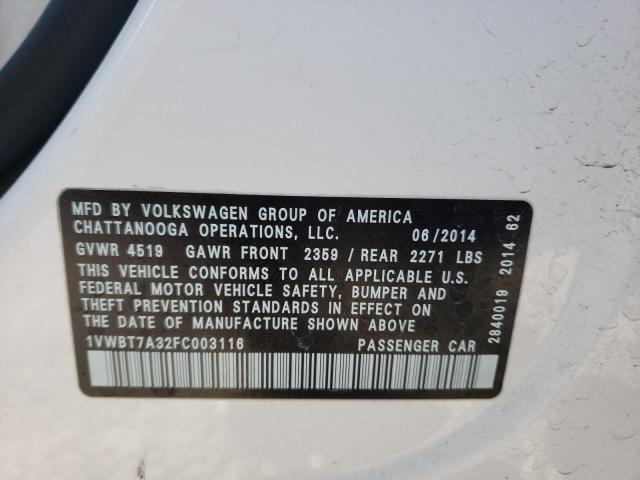 MFD BY VOLKSWAGEN GROUP OF AMERICA
CHATTANOOGA OPERATIONS, LLC. 06/2014
GVWR 4519 GAWR FRONT 2359 / REAR 2271 LBS
THIS VEHICLE CONFORMS TO ALL APPLICABLE U.S.
FEDERAL MOTOR VEHICLE SAFETY, BUMPER AND
THEFT PREVENTION STANDARDS IN EFFECT ON
THE DATE OF MANUFACTURE SHOWN ABOVE
1VWBT7A32FC003116 PASSENGER CAR
2840019 2014 62